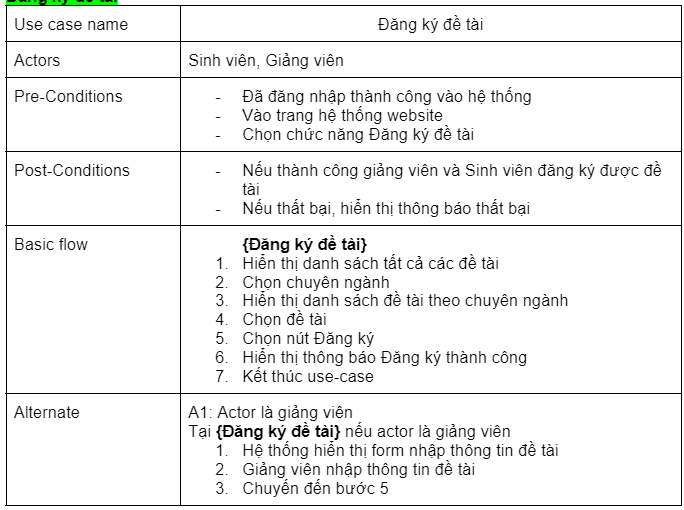 Đăng ký đề tài
Use case name
Đăng ký đề tài
Actors
Sinh viên, Giảng viên
Pre-Conditions
- Đã đăng nhập thành công vào hệ thống
- Vào trang hệ thống website
- Chọn chức năng Đăng ký đề tài
Post-Conditions
- Nếu thành công giảng viên và Sinh viên đăng ký được đề
tài
- Nếu thất bại, hiển thị thông báo thất bại
Basic flow
{Đăng ký đề tài}
1. Hiển thị danh sách tất cả các đề tài
2. Chọn chuyên ngành
3. Hiển thị danh sách đề tài theo chuyên ngành
4. Chọn đề tài
5. Chọn nút Đăng ký
6. Hiển thị thông báo Đăng ký thành công
7. Kết thúc use-case
Alternate
A1: Actor là giảng viên
Tại {Đăng ký đề tài} nếu actor là giảng viên
1. Hệ thống hiển thị form nhập thông tin đề tài
2. Giảng viên nhập thông tin đề tài
3. Chuyển đến bước 5